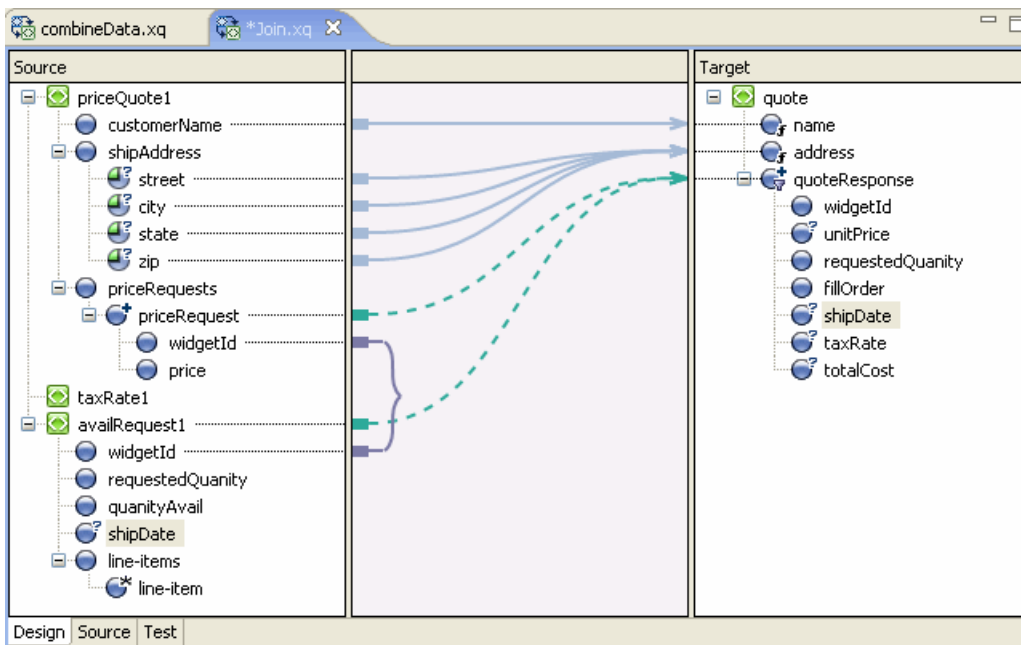 combineData.xq
*Join.xq
Source
Target
priceQuote1
customerName
shipAddress
street
city
state
zip
priceRequests
priceRequest
widgetId
price
taxRate1
availRequest1
widgetId
requestedQuanity
quanityAvail
shipDate
line-items
line-item
quote
name
address
quoteResponse
widgetId
unitPrice
requestedQuanity
fillOrder
shipDate
taxRate
totalCost
Design Source Test